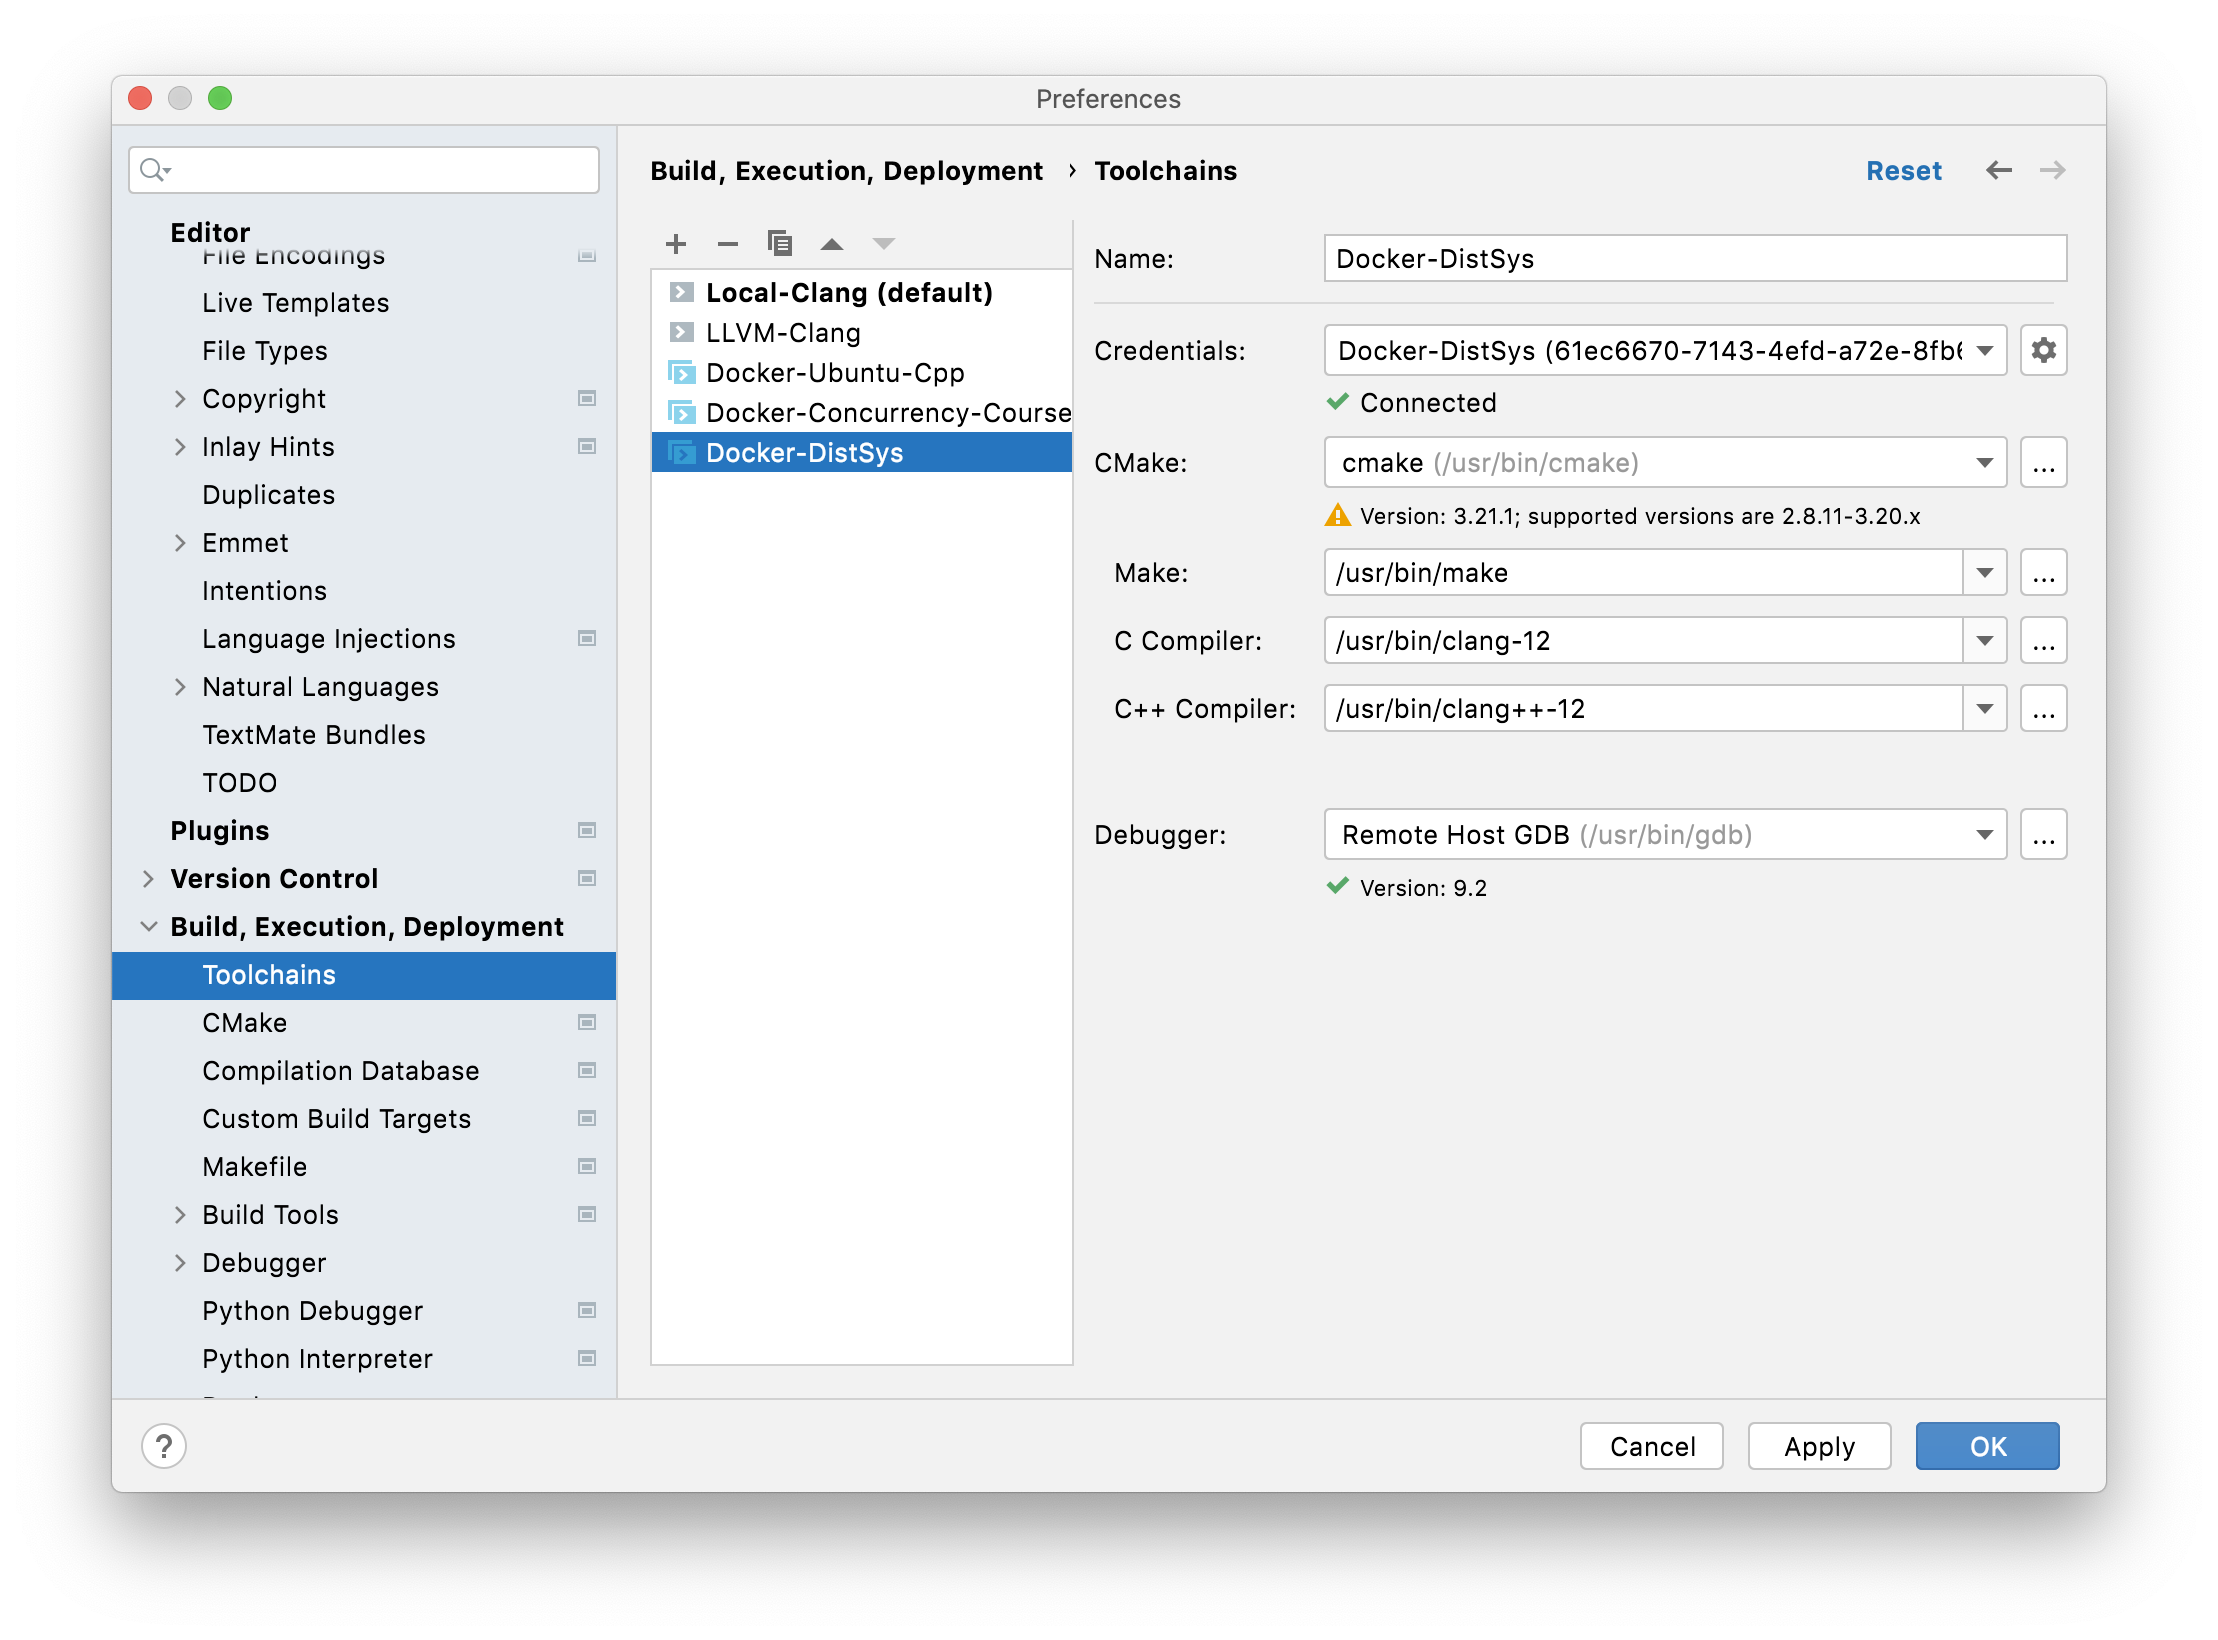 Preferences
Editor
File Encodings
Live Templates
File Types
Copyright
Inlay Hints
Duplicates
Emmet
Intentions
Language Injections
Natural Languages
TextMate Bundles
TODO
Plugins
Version Control
Build, Execution, Deployment
Toolchains
CMake
Compilation Database
Custom Build Targets
Makefile
Build Tools
Debugger
Python Debugger
Python Interpreter
Build, Execution, Deployment › Toolchains
Reset
Local-Clang (default)
LLVM-Clang
Docker-Ubuntu-Cpp
Docker-Concurrency-Course
Docker-DistSys
Name: Docker-DistSys
Credentials: Docker-DistSys (61ec6670-7143-4efd-a72e-8fb6
Connected
CMake: cmake (/usr/bin/cmake) ...
Version: 3.21.1; supported versions are 2.8.11-3.20.x
Make: /usr/bin/make ...
C Compiler: /usr/bin/clang-12 ...
C++ Compiler: /usr/bin/clang++-12 ...
Debugger: Remote Host GDB (/usr/bin/gdb) ...
Version: 9.2
? Cancel Apply OK